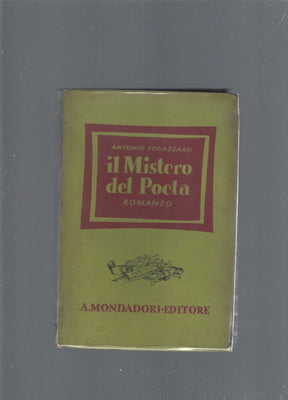 ANTONIO FOGAZZARO
il Mistero
del Poeta
ROMANZO
A. MONDADORI·EDITORE